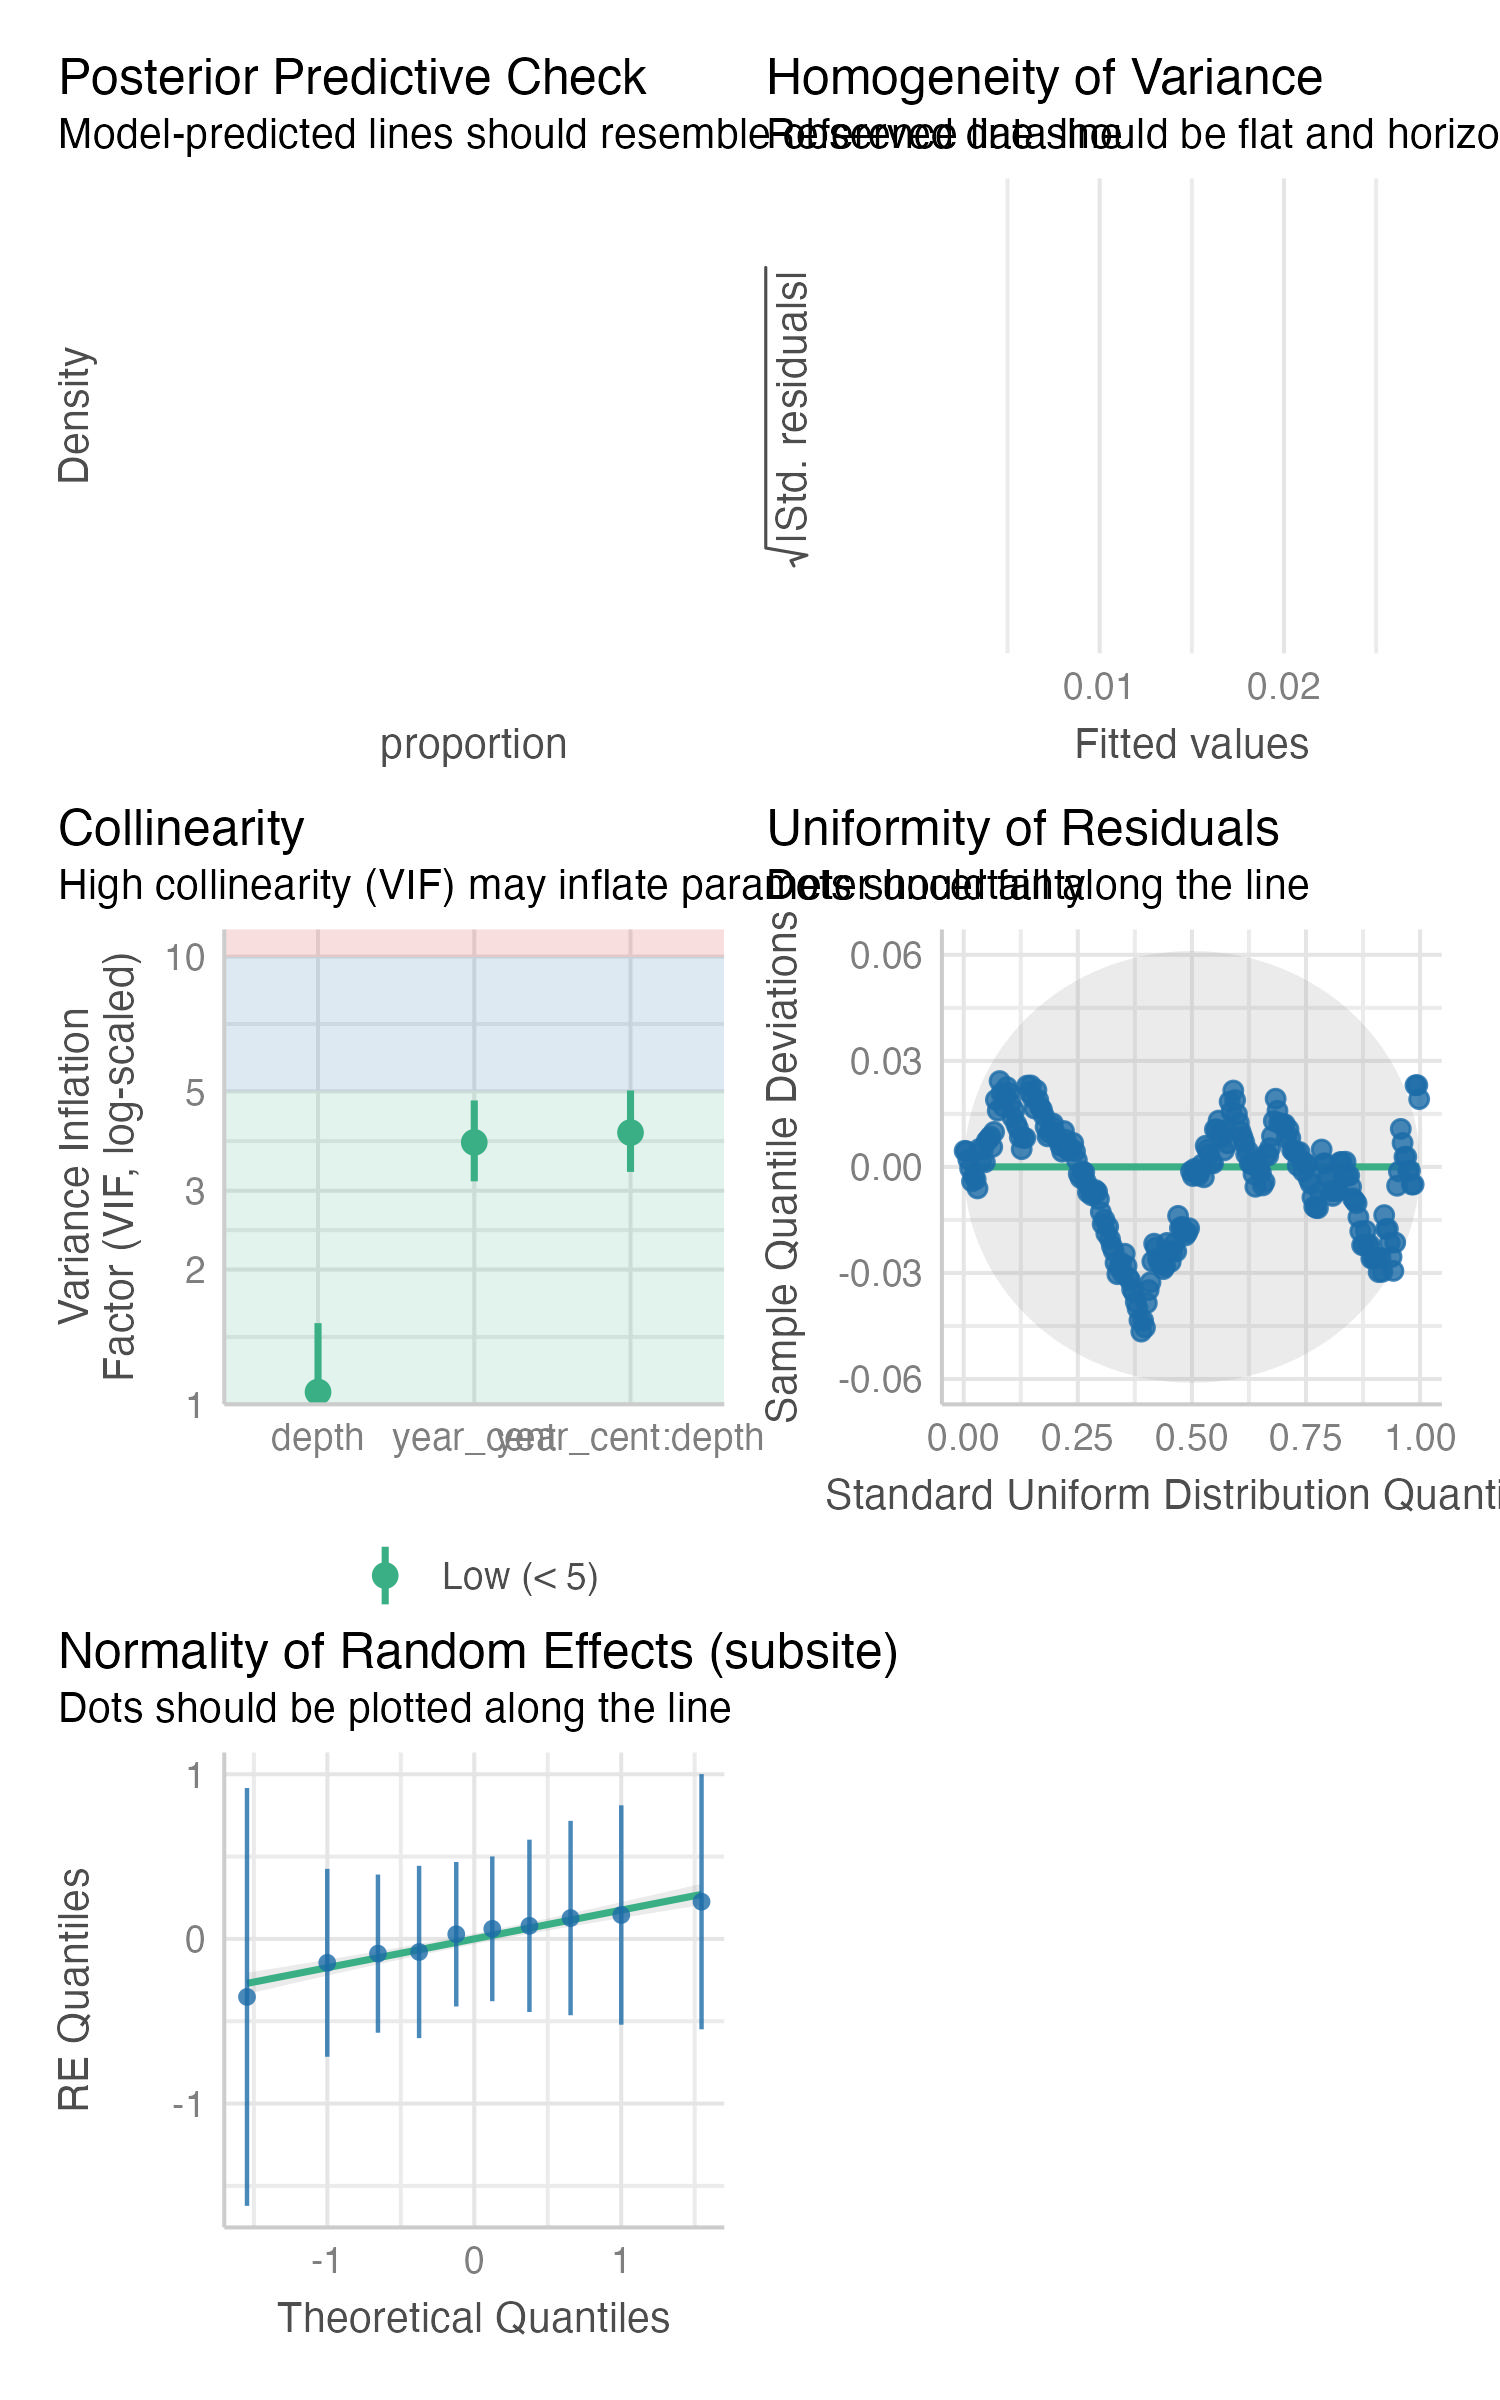 Posterior Predictive Check
Model-predicted lines should resemble observed data line
Density
proportion
Homogeneity of Variance
Reference line should be flat and horizo
√|Std. residuals|
0.01 0.02
Fitted values
Collinearity
High collinearity (VIF) may inflate parameter uncertainty
Variance Inflation
Factor (VIF, log-scaled)
10
5
3
2
1
depth year_cent year_cent:depth
Low (< 5)
Uniformity of Residuals
Dots should fall along the line
Sample Quantile Deviations
0.06
0.03
0.00
-0.03
-0.06
0.00 0.25 0.50 0.75 1.00
Standard Uniform Distribution Quanti
Normality of Random Effects (subsite)
Dots should be plotted along the line
RE Quantiles
1
0
-1
-1 0 1
Theoretical Quantiles